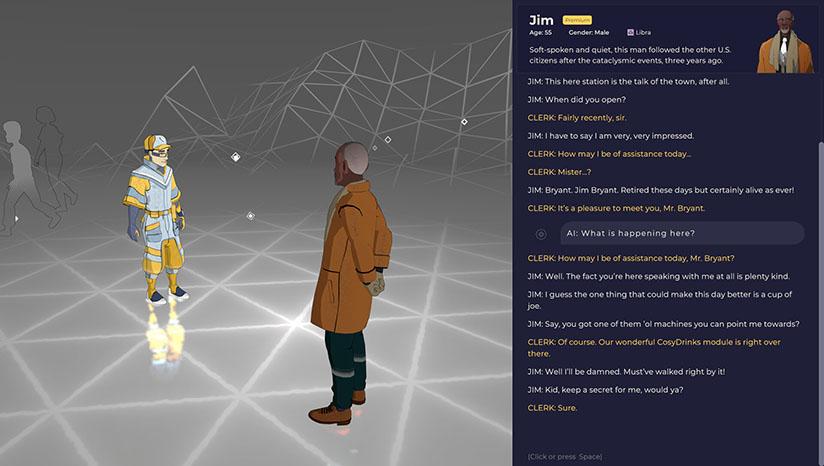 Jim Premium
Age: 55 Gender: Male Libra
Soft-spoken and quiet, this man followed the other U.S.
citizens after the cataclysmic events, three years ago.
JIM: This here station is the talk of the town, after all.
JIM: When did you open?
CLERK: Fairly recently, sir.
JIM: I have to say I am very, very impressed.
CLERK: How may I be of assistance today...
CLERK: Mister...?
JIM: Bryant. Jim Bryant. Retired these days but certainly alive as ever!
CLERK: It's a pleasure to meet you, Mr. Bryant.
AI: What is happening here?
CLERK: How may I be of assistance today, Mr. Bryant?
JIM: Well. The fact you're here speaking with me at all is plenty kind.
JIM: I guess the one thing that could make this day better is a cup of
joe.
JIM: Say, you got one of them 'ol machines you can point me towards?
CLERK: Of course. Our wonderful CosyDrinks module is right over
there.
JIM: Well I'll be damned. Must've walked right by it!
JIM: Kid, keep a secret for me, would ya?
CLERK: Sure.
[Click or press Space]